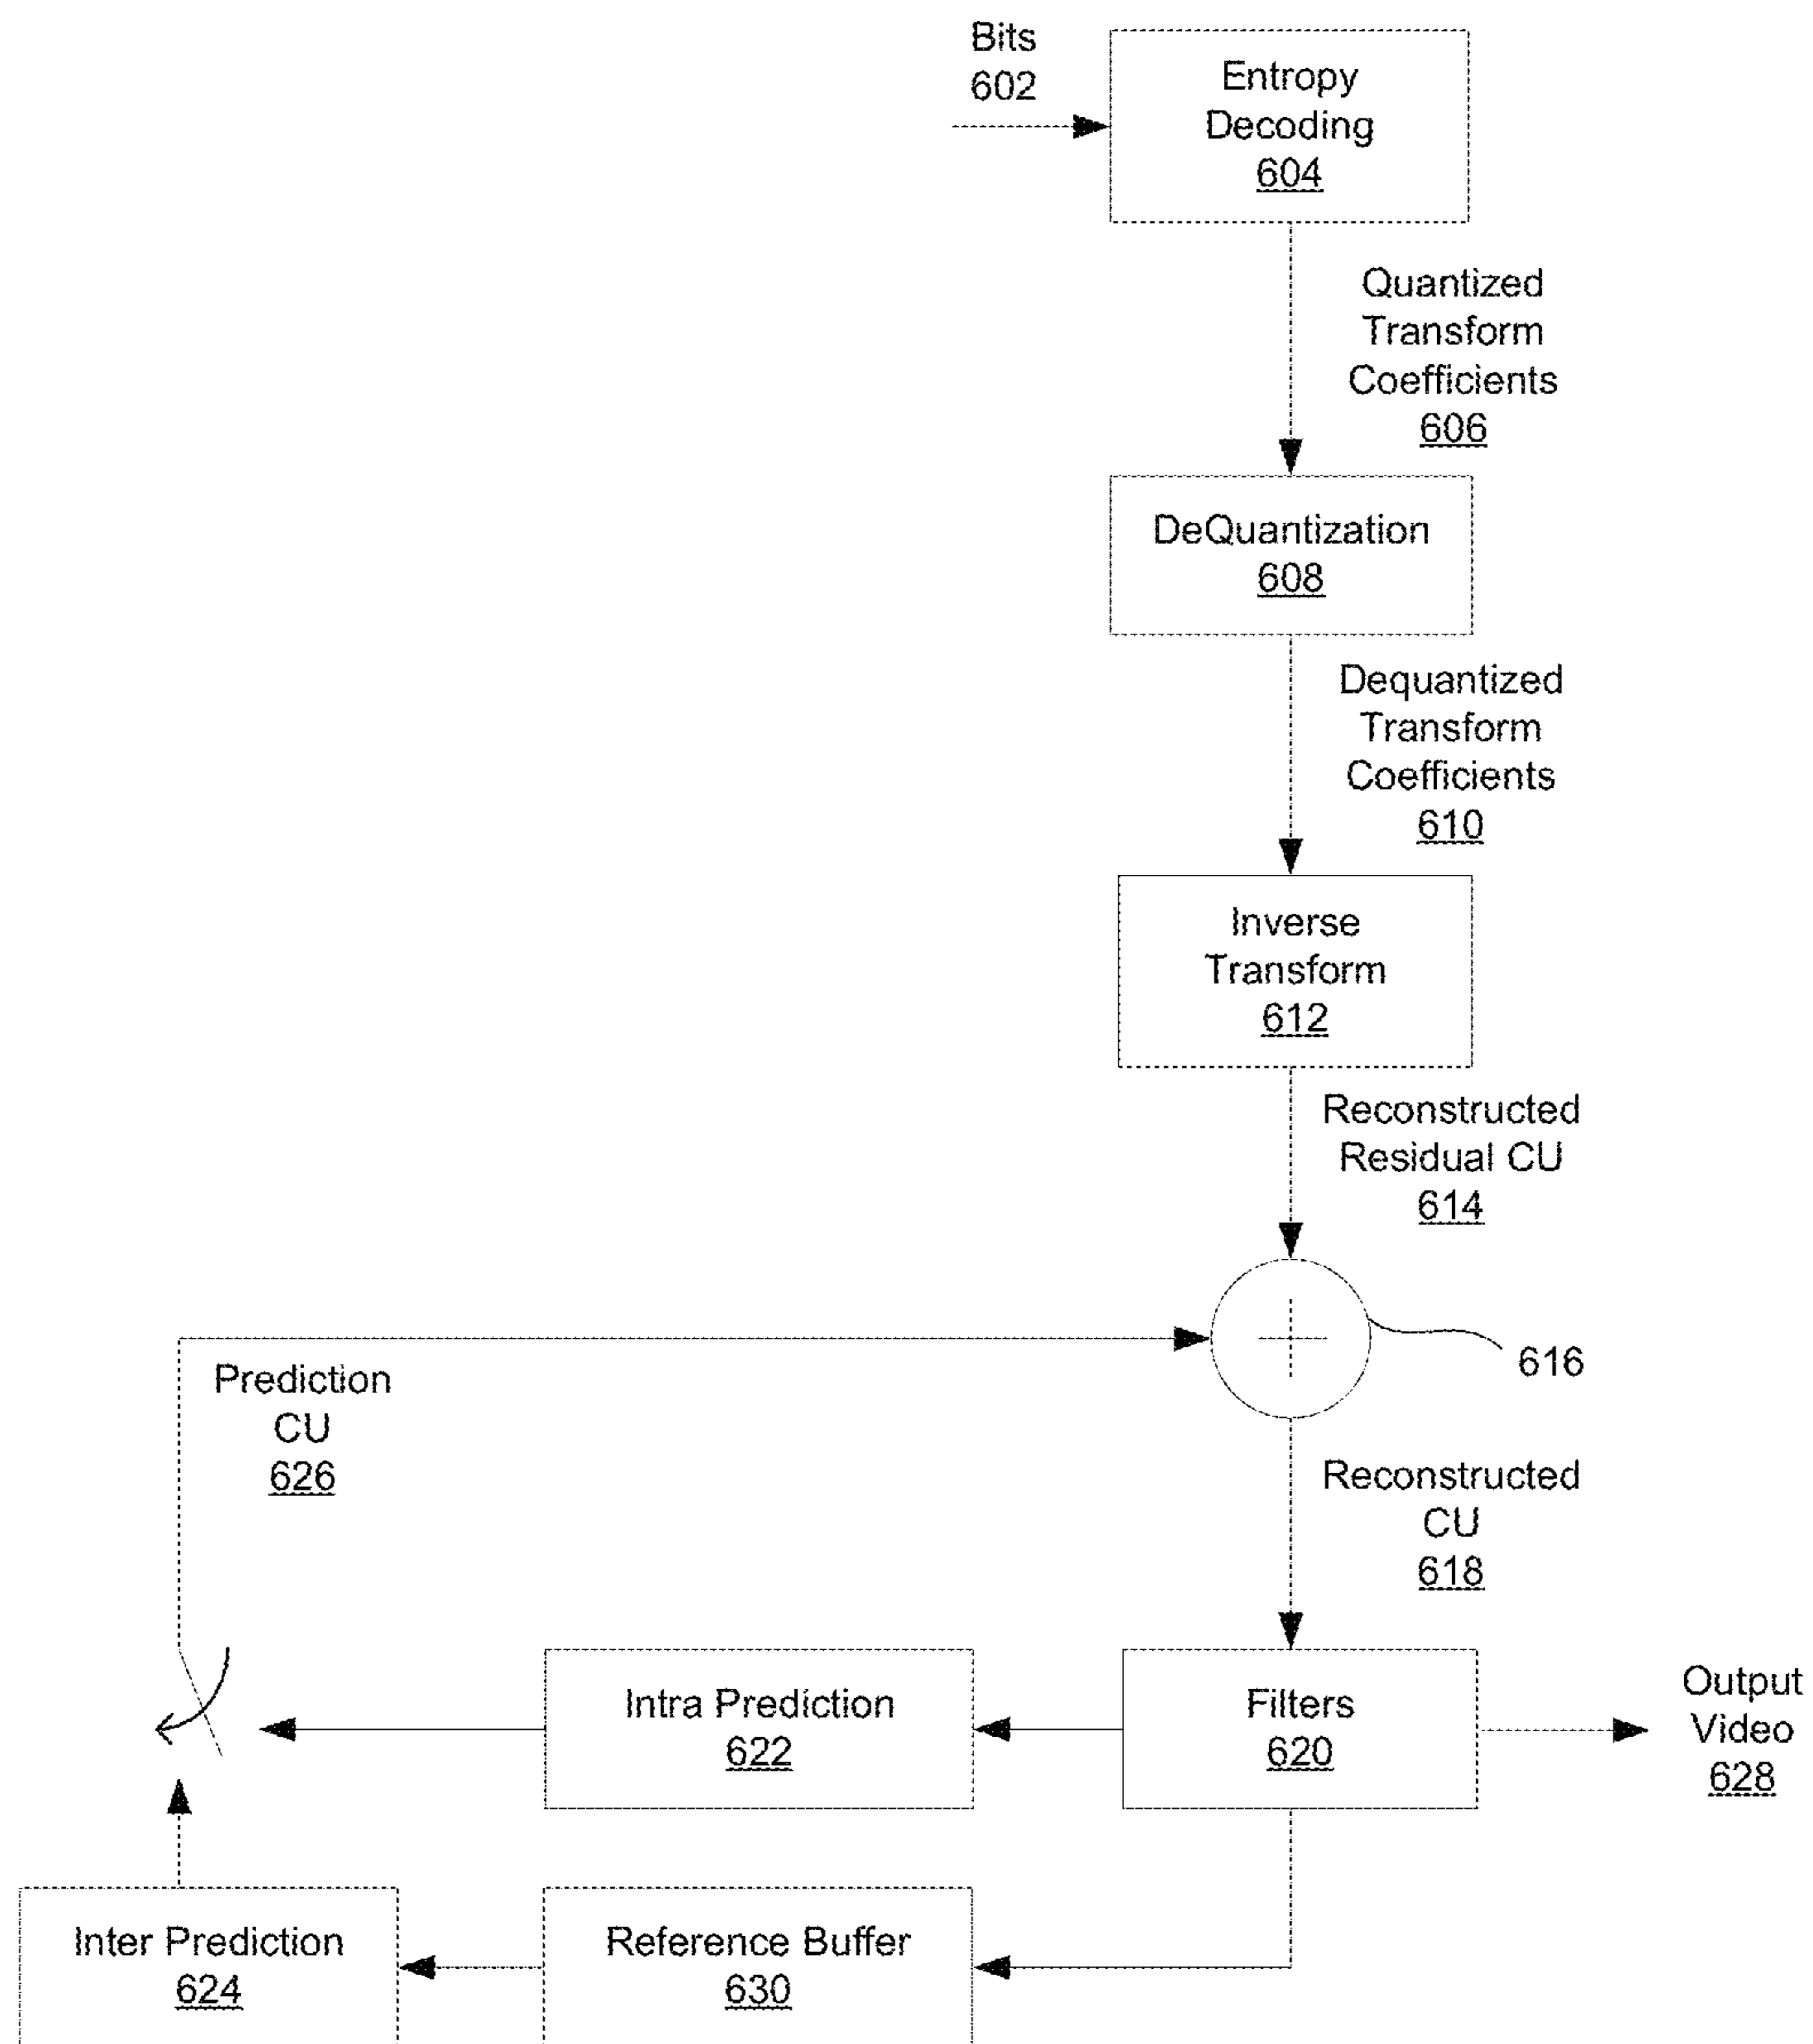 Bits
602
Entropy
Decoding
604
Quantized
Transform
Coefficients
606
DeQuantization
608
Dequantized
Transform
Coefficients
610
Inverse
Transform
612
Reconstructed
Residual CU
614
616
Prediction
CU
626
Reconstructed
CU
618
Intra Prediction
622
Filters
620
Output
Video
628
Inter Prediction
624
Reference Buffer
630